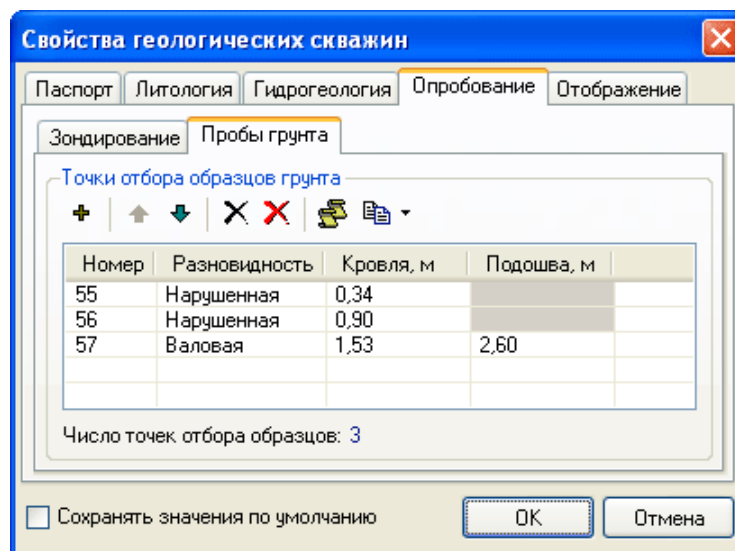 Свойства геологических скважин
Паспорт Литология Гидрогеология Опробование Отображение
Зондирование Пробы грунта
Точки отбора образцов грунта
Номер Разновидность Кровля, м Подошва, м
55 Нарушенная 0,34
56 Нарушенная 0,90
57 Валовая 1,53 2,60
Число точек отбора образцов: 3
Сохранять значения по умолчанию ОК Отмена